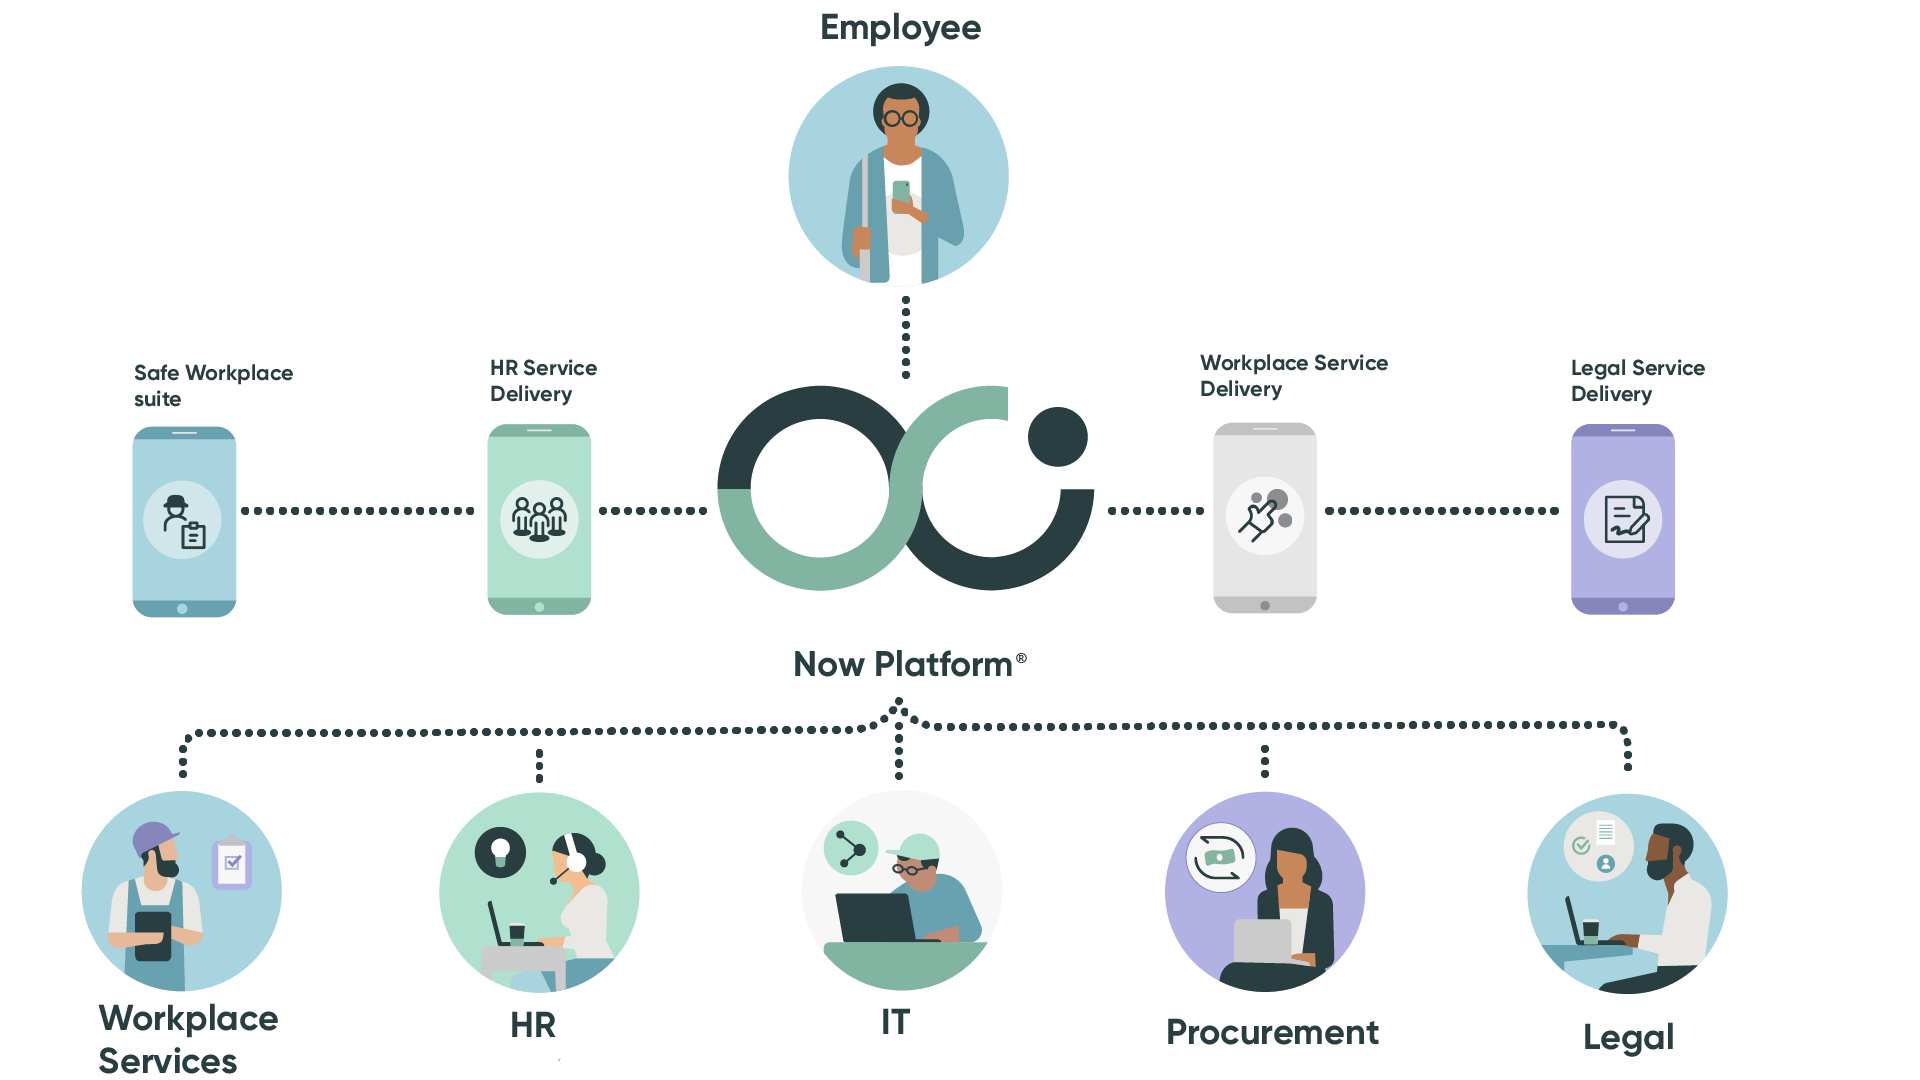 Employee
Safe Workplace
suite
HR Service
Delivery
Workplace Service
Delivery
Legal Service
Delivery
Now Platform®
Workplace
Services
HR
IT
Procurement
Legal